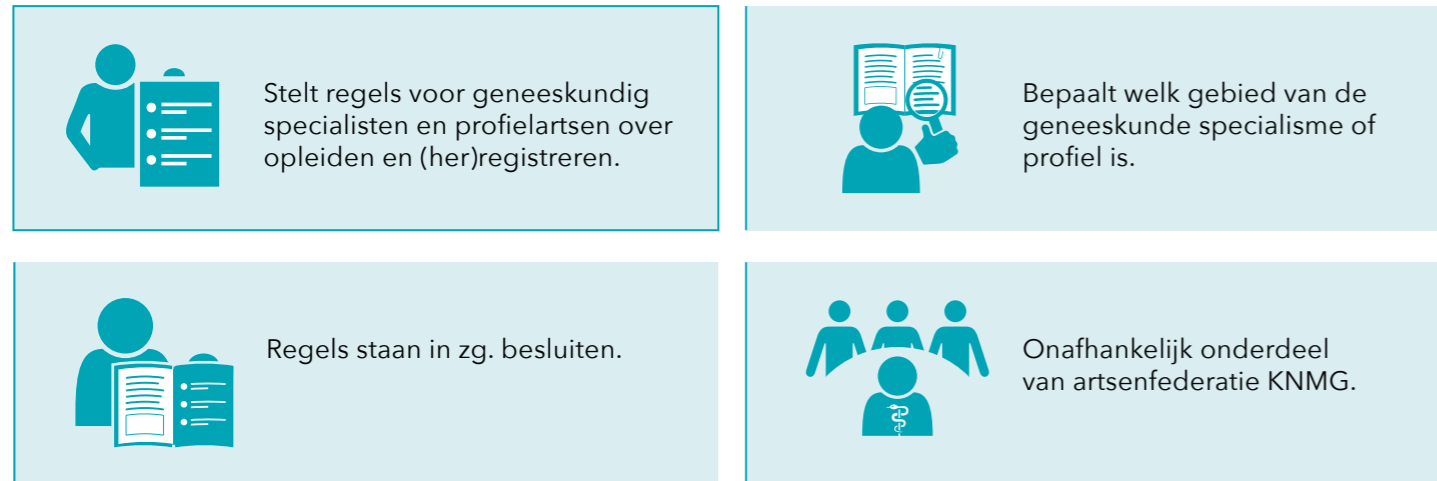 Stelt regels voor geneeskundig
specialisten en profielartsen over
opleiden en (her)registreren.
Bepaalt welk gebied van de
geneeskunde specialisme of
profiel is.
Regels staan in zg. besluiten.
Onafhankelijk onderdeel
van artsenfederatie KNMG.